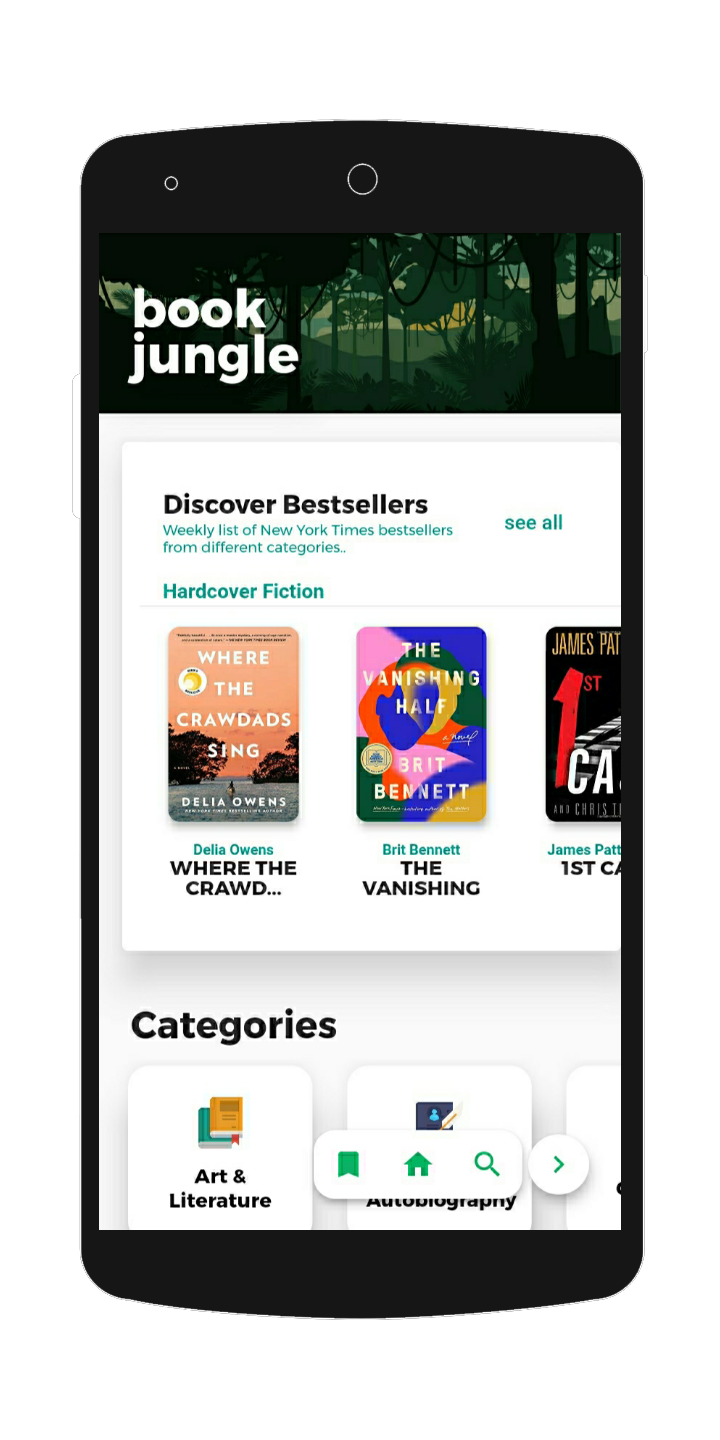 book
jungle
Discover Bestsellers
Weekly list of New York Times bestsellers
from different categories..
see all
Hardcover Fiction
WHERE
THE
CRAWDADS
SING
A NOVEL
DELIA OWENS
THE
VANISHING
HALF
a novel
BRIT
BENNETT
JAMES PAT
1ST
CA
AND CHRIS T
Delia Owens
WHERE THE
CRAWD...
Brit Bennett
THE
VANISHING
James Patt
1ST CA
Categories
Art &
Literature
Autobiography